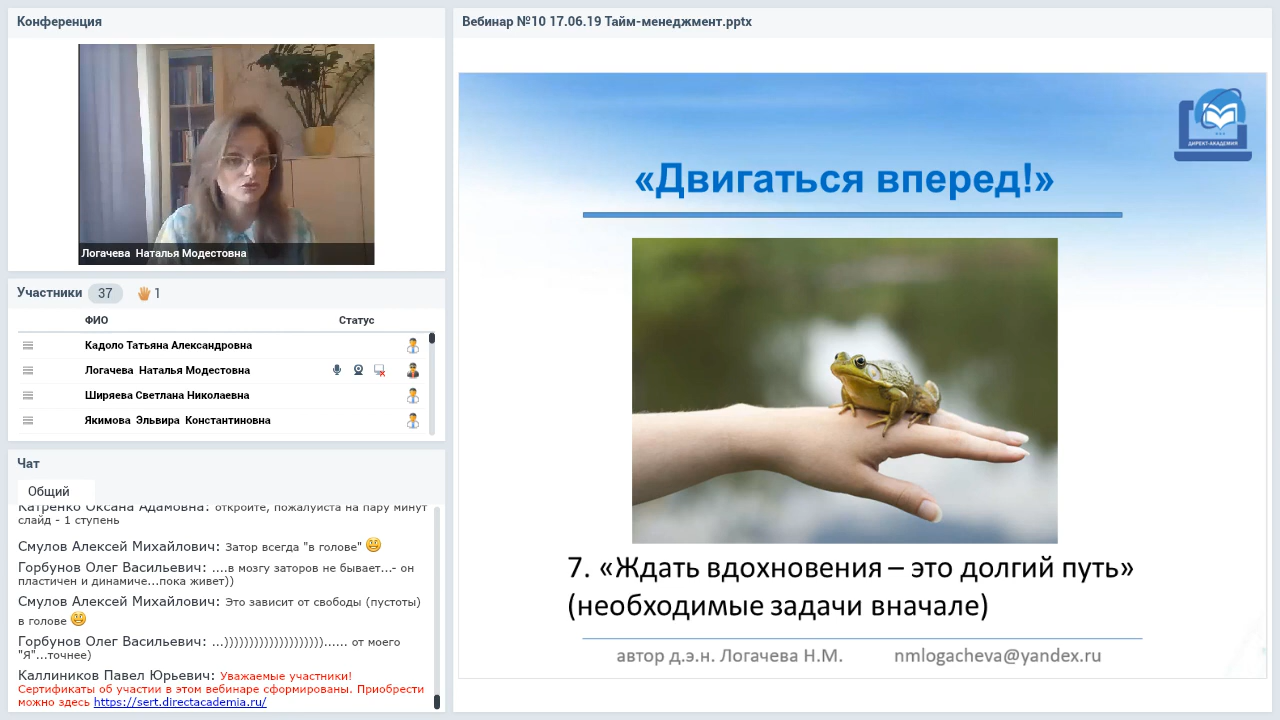 Конференция
Логачева  Наталья Модестовна
Участники 37 1
ФИО Статус
Кадоло Татьяна Александровна
Логачева  Наталья Модестовна
Ширяева Светлана Николаевна
Якимова  Эльвира  Константиновна
Чат
Общий
Катренко Оксана Адамовна: откройте, пожалуйста на пару минут
слайд - 1 ступень
Смулов Алексей Михайлович: Затор всегда "в голове"
Горбунов Олег Васильевич: ....в мозгу заторов не бывает...- он
пластичен и динамиче...пока живет))
Смулов Алексей Михайлович: Это зависит от свободы (пустоты)
в голове
Горбунов Олег Васильевич: ...))))))))))))))))))))...... от моего
"Я"...точнее)
Каллиников Павел Юрьевич: Уважаемые участники!
Сертификаты об участии в этом вебинаре сформированы. Приобрести
можно здесь https://sert.directacademia.ru/
Вебинар №10 17.06.19 Тайм-менеджмент.pptx
ДИРЕКТ-АКАДЕМИЯ
«Двигаться вперед!»
7. «Ждать вдохновения – это долгий путь»
(необходимые задачи вначале)
автор д.э.н. Логачева Н.М. nmlogacheva@yandex.ru